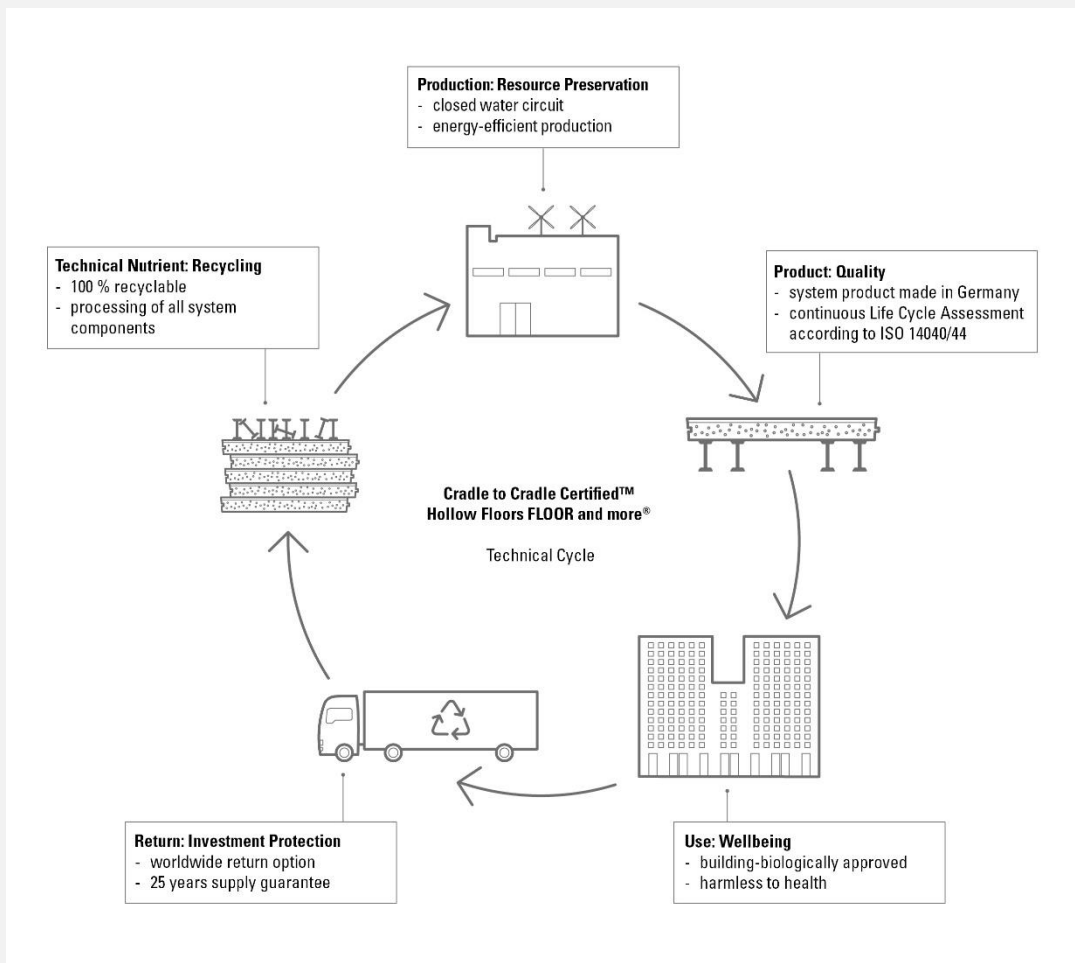 Production: Resource Preservation
- closed water circuit
- energy-efficient production
Technical Nutrient: Recycling
- 100 % recyclable
- processing of all system
components
Product: Quality
- system product made in Germany
- continuous Life Cycle Assessment
according to ISO 14040/44
Cradle to Cradle Certified™
Hollow Floors FLOOR and more®
Technical Cycle
Return: Investment Protection
- worldwide return option
- 25 years supply guarantee
Use: Wellbeing
- building-biologically approved
- harmless to health